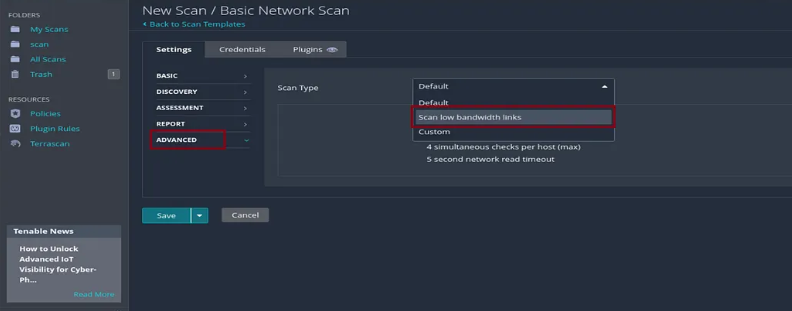 New Scan / Basic Network Scan
Back to Scan Templates
FOLDERS
My Scans
scan
All Scans
Trash
1
RESOURCES
Policies
Plugin Rules
Terrascan
Tenable News
How to Unlock
Advanced IoT
Visibility for Cyber-
Ph...
Read More
Settings
Credentials
Plugins
BASIC
DISCOVERY
ASSESSMENT
REPORT
ADVANCED
Scan Type
Default
Default
Scan low bandwidth links
Custom
4 simultaneous checks per host (max)
5 second network read timeout
Save
Cancel